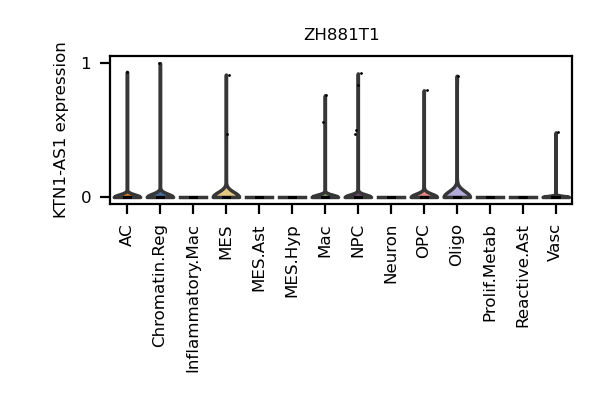 ZH881T1
KTN1-AS1 expression
1
0
AC
Chromatin.Reg
Inflammatory.Mac
MES
MES.Ast
MES.Hyp
Mac
NPC
Neuron
OPC
Oligo
Prolif.Metab
Reactive.Ast
Vasc